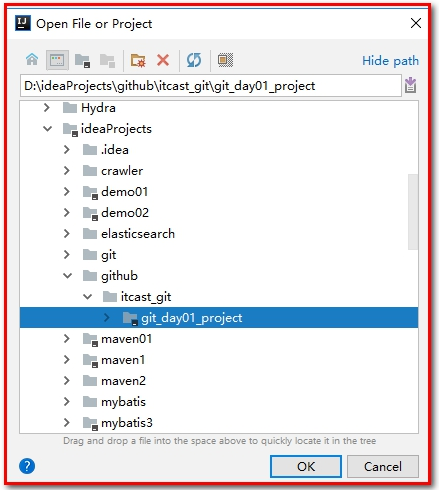 Open File or Project
Hide path
D:\ideaProjects\github\itcast_git\git_day01_project
Hydra
ideaProjects
.idea
crawler
demo01
demo02
elasticsearch
git
github
itcast_git
git_day01_project
maven01
maven1
maven2
mybatis
mybatis3
Drag and drop a file into the space above to quickly locate it in the tree
OK
Cancel